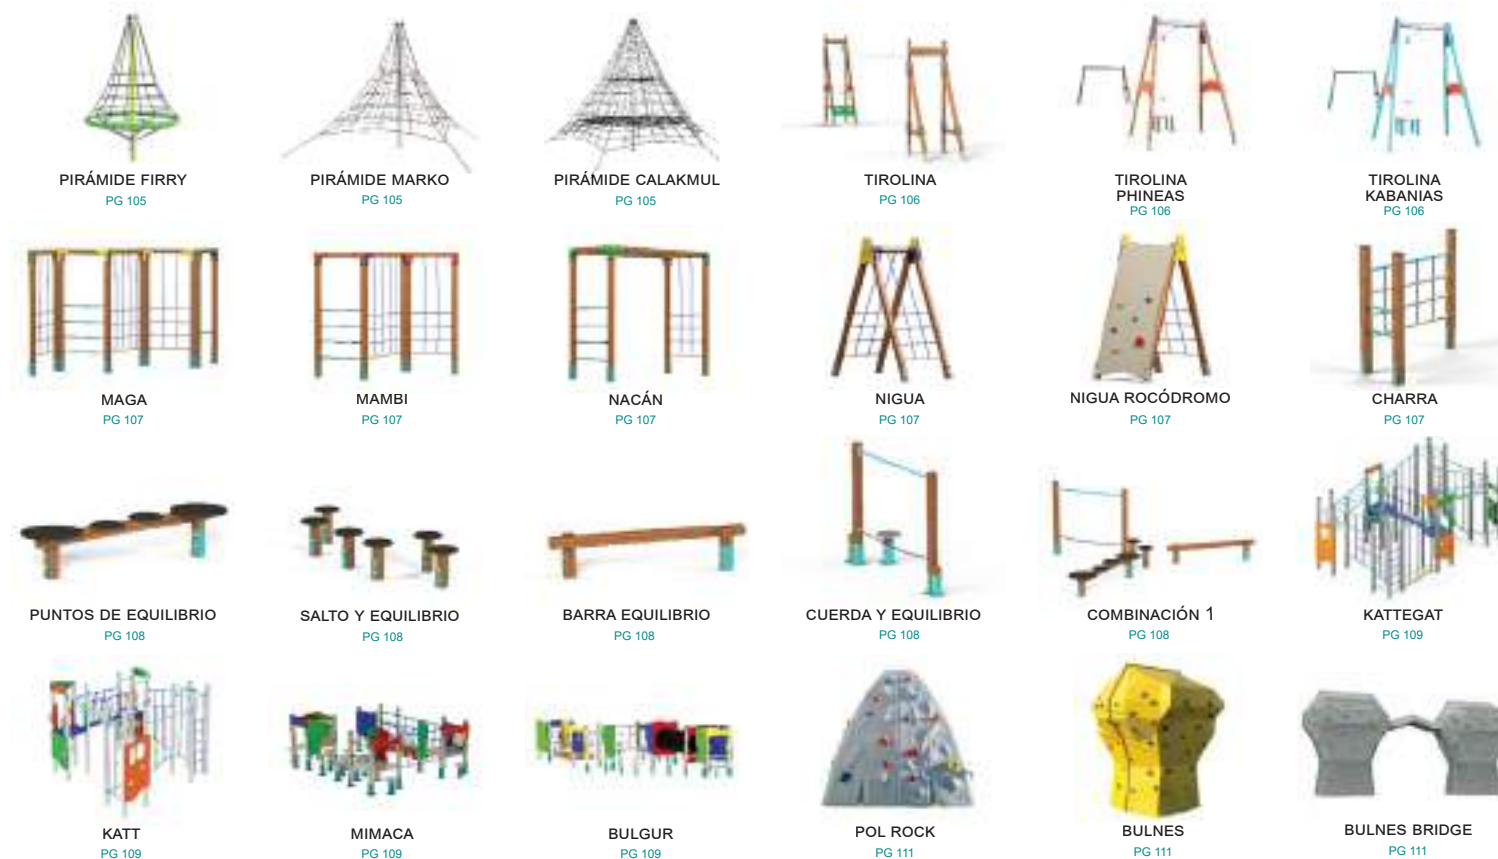 PIRÁMIDE FIRRY
PG 105
PIRÁMIDE MARKO
PG 105
PIRÁMIDE CALAKMUL
PG 105
TIROLINA
PG 106
TIROLINA
PHINEAS
PG 106
TIROLINA
KABANIAS
PG 106
MAGA
PG 107
MAMBI
PG 107
NACÁN
PG 107
NIGUA
PG 107
NIGUA ROCÓDROMO
PG 107
CHARRA
PG 107
PUNTOS DE EQUILIBRIO
PG 108
SALTO Y EQUILIBRIO
PG 108
BARRA EQUILIBRIO
PG 108
CUERDA Y EQUILIBRIO
PG 108
COMBINACIÓN 1
PG 108
KATTEGAT
PG 109
KATT
PG 109
MIMACA
PG 109
BULGUR
PG 109
POL ROCK
PG 111
BULNES
PG 111
BULNES BRIDGE
PG 111